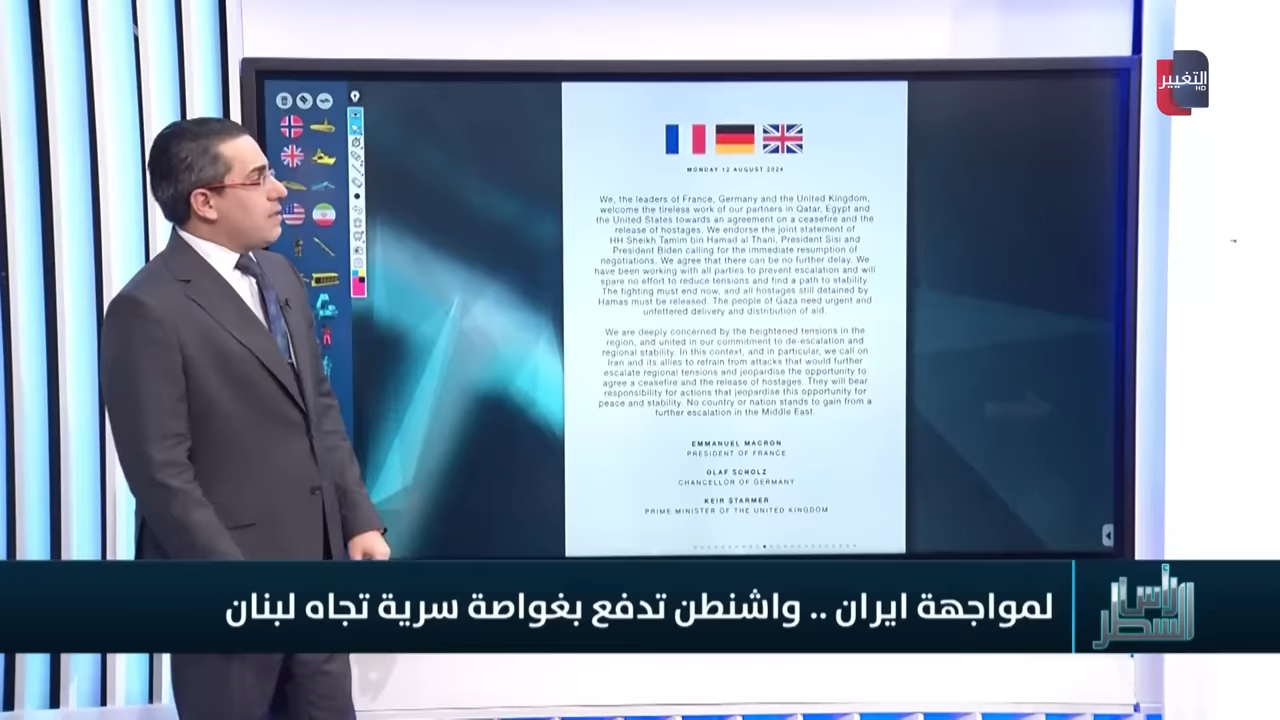 التغيير
HD
MONDAY 12 AUGUST 2024
We, the leaders of France, Germany and the United Kingdom,
welcome the tireless work of our partners in Qatar, Egypt and
the United States towards an agreement on a ceasefire and the
release of hostages. We endorse the joint statement of
HH Sheikh Tamim bin Hamad al Thani, President Sisi and
President Biden calling for the immediate resumption of
negotiations. We agree that there can be no further delay. We
have been working with all parties to prevent escalation and will
spare no effort to reduce tensions and find a path to stability.
The fighting must end now, and all hostages still detained by
Hamas must be released. The people of Gaza need urgent and
unfettered delivery and distribution of aid.
We are deeply concerned by the heightened tensions in the
region, and united in our commitment to de-escalation and
regional stability. In this context, and in particular, we call on
Iran and its allies to refrain from attacks that would further
escalate regional tensions and jeopardise the opportunity to
agree a ceasefire and the release of hostages. They will bear
responsibility for actions that jeopardise this opportunity for
peace and stability. No country or nation stands to gain from a
further escalation in the Middle East.
EMMANUEL MACRON
PRESIDENT OF FRANCE
OLAF SCHOLZ
CHANCELLOR OF GERMANY
KEIR STARMER
PRIME MINISTER OF THE UNITED KINGDOM
لمواجهة ايران .. واشنطن تدفع بغواصة سرية تجاه لبنان
رأس
السطر